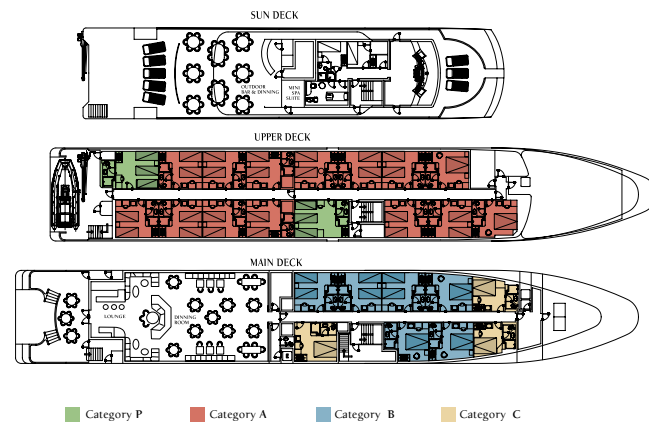 SUN DECK
OUTDOOR
BAR & DINNING
MINI
SPA
SUITE
UPPER DECK
MAIN DECK
LOUNGE
DINNING
ROOM
Category P
Category A
Category B
Category C